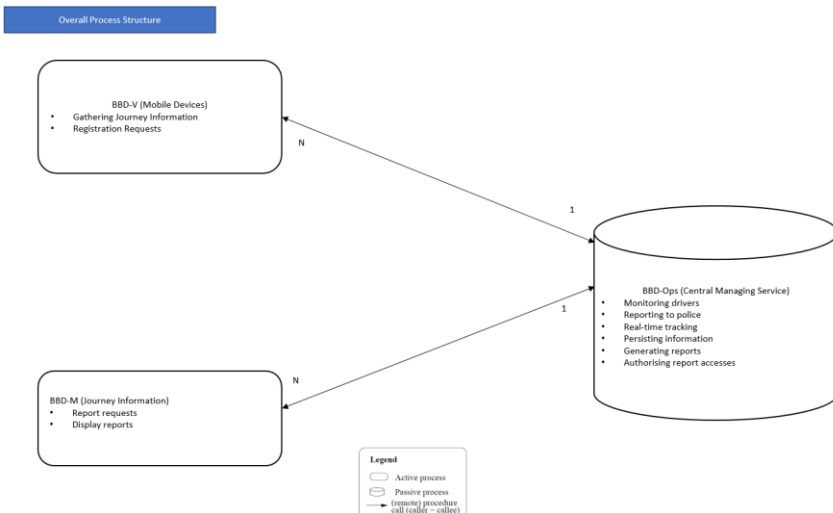 Overall Process Structure
BBD-V (Mobile Devices)
• Gathering Journey Information
• Registration Requests
N
1
BBD-Ops (Central Managing Service)
• Monitoring drivers
• Reporting to police
• Real-time tracking
• Persisting information
• Generating reports
• Authorising report accesses
1
N
BBD-M (Journey Information)
• Report requests
• Display reports
Legend
Active process
Passive process
(remote) procedure
call (caller – callee)